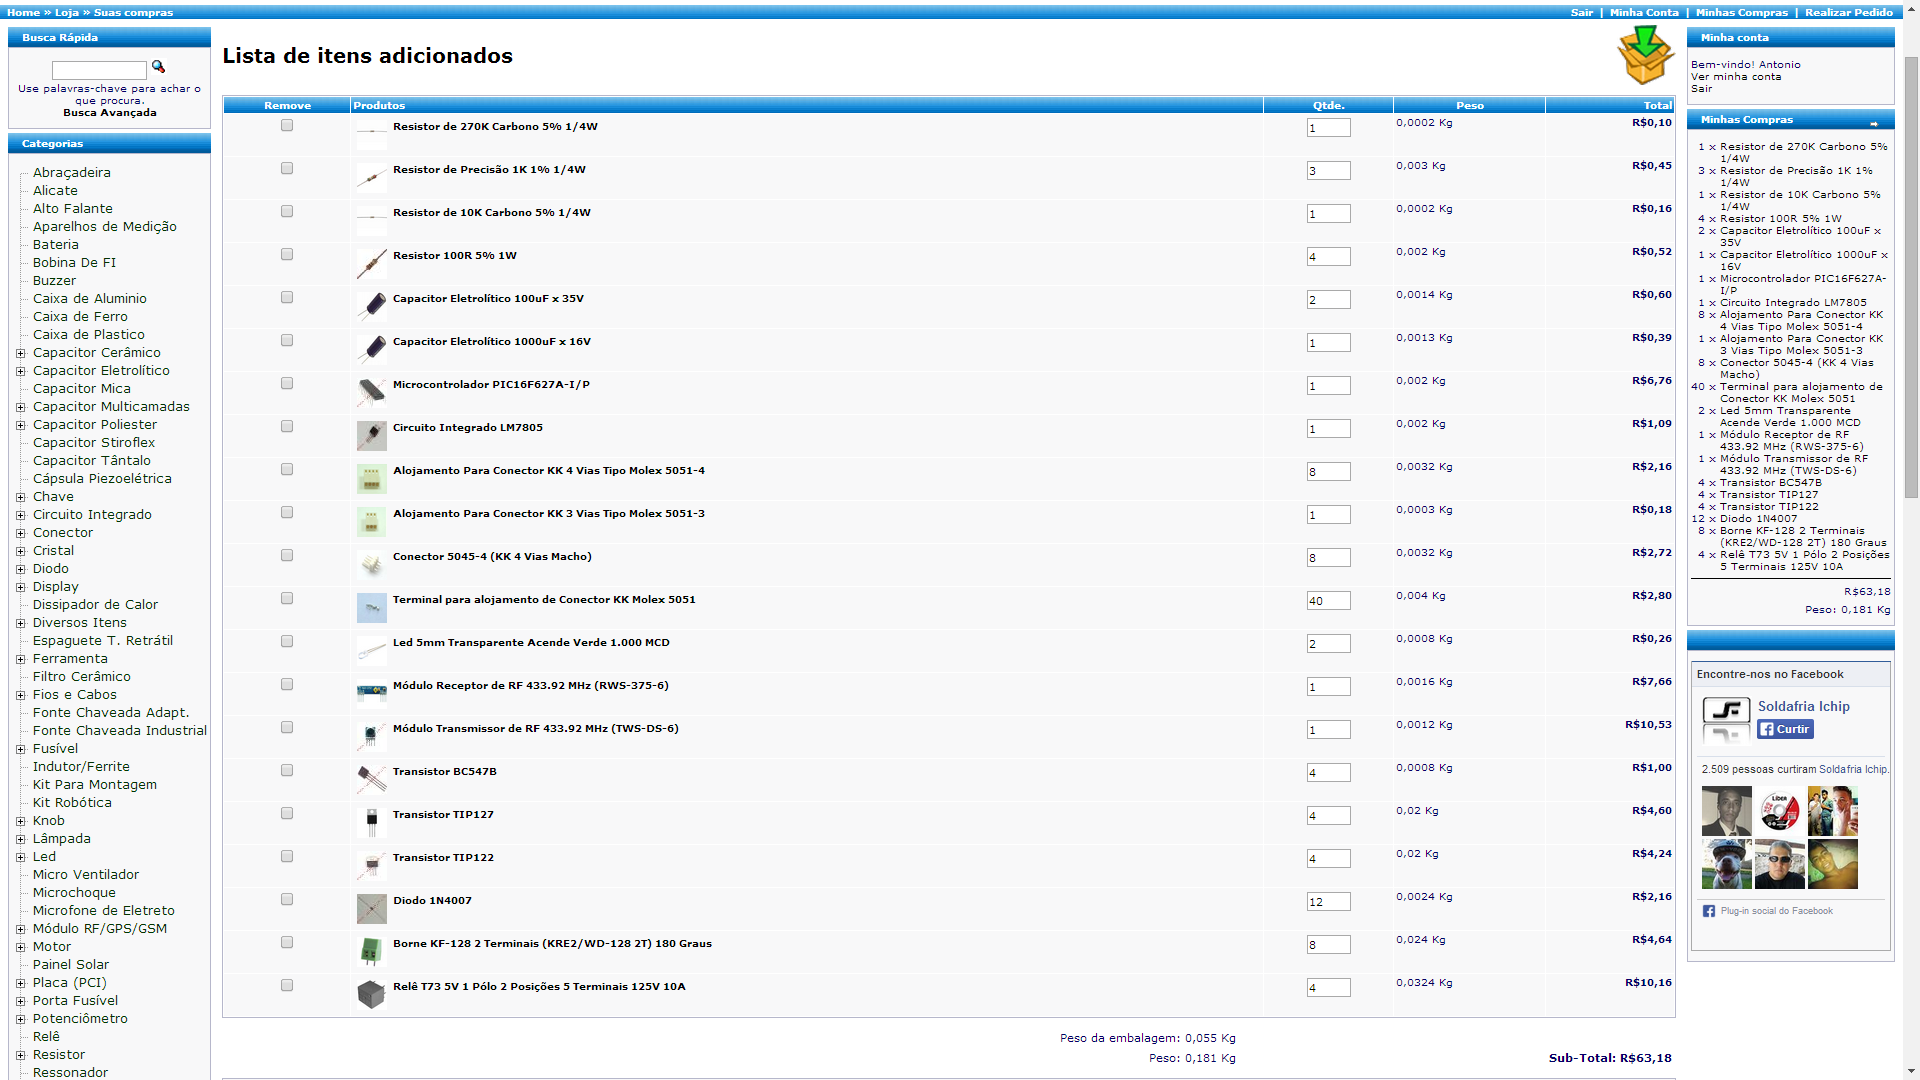 Home » Loja » Suas compras
Sair | Minha Conta | Minhas Compras | Realizar Pedido
Busca Rápida
Use palavras-chave para achar o
que procura.
Busca Avançada
Categorias
Abraçadeira
Alicate
Alto Falante
Aparelhos de Medição
Bateria
Bobina De FI
Buzzer
Caixa de Aluminio
Caixa de Ferro
Caixa de Plastico
Capacitor Cerâmico
Capacitor Eletrolítico
Capacitor Mica
Capacitor Multicamadas
Capacitor Poliester
Capacitor Stiroflex
Capacitor Tântalo
Cápsula Piezoelétrica
Chave
Circuito Integrado
Conector
Cristal
Diodo
Display
Dissipador de Calor
Diversos Itens
Espaguete T. Retrátil
Ferramenta
Filtro Cerâmico
Fios e Cabos
Fonte Chaveada Adapt.
Fonte Chaveada Industrial
Fusível
Indutor/Ferrite
Kit Para Montagem
Kit Robótica
Knob
Lâmpada
Led
Micro Ventilador
Microchoque
Microfone de Eletreto
Módulo RF/GPS/GSM
Motor
Painel Solar
Placa (PCI)
Porta Fusível
Potenciômetro
Relê
Resistor
Ressonador
Lista de itens adicionados
Remove Produtos Qtde. Peso Total
Resistor de 270K Carbono 5% 1/4W 1 0,0002 Kg R$0,10
Resistor de Precisão 1K 1% 1/4W 3 0,003 Kg R$0,45
Resistor de 10K Carbono 5% 1/4W 1 0,0002 Kg R$0,16
Resistor 100R 5% 1W 4 0,002 Kg R$0,52
Capacitor Eletrolítico 100uF x 35V 2 0,0014 Kg R$0,60
Capacitor Eletrolítico 1000uF x 16V 1 0,0013 Kg R$0,39
Microcontrolador PIC16F627A-I/P 1 0,002 Kg R$6,76
Circuito Integrado LM7805 1 0,002 Kg R$1,09
Alojamento Para Conector KK 4 Vias Tipo Molex 5051-4 8 0,0032 Kg R$2,16
Alojamento Para Conector KK 3 Vias Tipo Molex 5051-3 1 0,0003 Kg R$0,18
Conector 5045-4 (KK 4 Vias Macho) 8 0,0032 Kg R$2,72
Terminal para alojamento de Conector KK Molex 5051 40 0,004 Kg R$2,80
Led 5mm Transparente Acende Verde 1.000 MCD 2 0,0008 Kg R$0,26
Módulo Receptor de RF 433.92 MHz (RWS-375-6) 1 0,0016 Kg R$7,66
Módulo Transmissor de RF 433.92 MHz (TWS-DS-6) 1 0,0012 Kg R$10,53
Transistor BC547B 4 0,0008 Kg R$1,00
Transistor TIP127 4 0,02 Kg R$4,60
Transistor TIP122 4 0,02 Kg R$4,24
Diodo 1N4007 12 0,0024 Kg R$2,16
Borne KF-128 2 Terminais (KRE2/WD-128 2T) 180 Graus 8 0,024 Kg R$4,64
Relê T73 5V 1 Pólo 2 Posições 5 Terminais 125V 10A 4 0,0324 Kg R$10,16
Peso da embalagem: 0,055 Kg
Peso: 0,181 Kg
Sub-Total: R$63,18
Minha conta
Bem-vindo! Antonio
Ver minha conta
Sair
Minhas Compras
1 x Resistor de 270K Carbono 5%
1/4W
3 x Resistor de Precisão 1K 1%
1/4W
1 x Resistor de 10K Carbono 5%
1/4W
4 x Resistor 100R 5% 1W
2 x Capacitor Eletrolítico 100uF x
35V
1 x Capacitor Eletrolítico 1000uF x
16V
1 x Microcontrolador PIC16F627A-
I/P
1 x Circuito Integrado LM7805
8 x Alojamento Para Conector KK
4 Vias Tipo Molex 5051-4
1 x Alojamento Para Conector KK
3 Vias Tipo Molex 5051-3
8 x Conector 5045-4 (KK 4 Vias
Macho)
40 x Terminal para alojamento de
Conector KK Molex 5051
2 x Led 5mm Transparente
Acende Verde 1.000 MCD
1 x Módulo Receptor de RF
433.92 MHz (RWS-375-6)
1 x Módulo Transmissor de RF
433.92 MHz (TWS-DS-6)
4 x Transistor BC547B
4 x Transistor TIP127
4 x Transistor TIP122
12 x Diodo 1N4007
8 x Borne KF-128 2 Terminais
(KRE2/WD-128 2T) 180 Graus
4 x Relê T73 5V 1 Pólo 2 Posições
5 Terminais 125V 10A
R$63,18
Peso: 0,181 Kg
Encontre-nos no Facebook
Soldafria Ichip
Curtir
2.509 pessoas curtiram Soldafria Ichip.
LÍDER
Plug-in social do Facebook